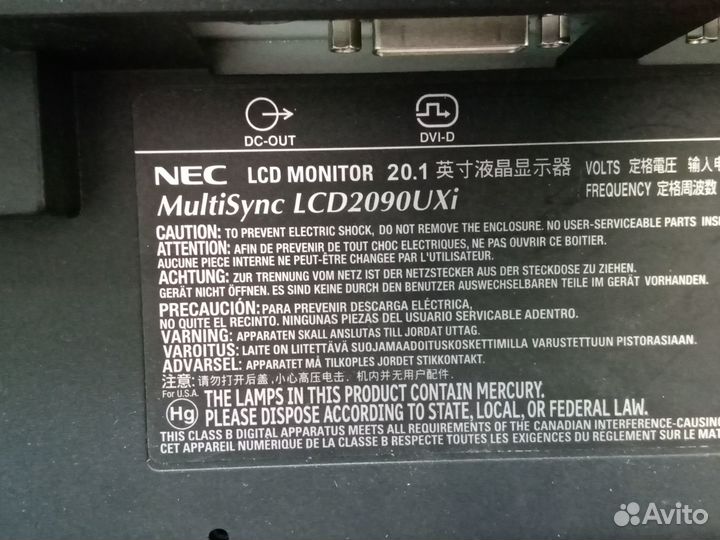 DC-OUT
DVI-D
NEC LCD MONITOR 20.1 英寸液晶显示器
VOLTS 定格電圧 输入
FREQUENCY 定格周波数
MultiSync LCD2090UXi
CAUTION: TO PREVENT ELECTRIC SHOCK, DO NOT REMOVE THE ENCLOSURE. NO USER-SERVICEABLE PARTS
ATTENTION: AFIN DE PREVENIR DE TOUT CHOC ELECTRIQUES, NE PAS OUVRIR CE BOITIER.
AUCUNE PIECE INTERNE NE PEUT-ÊTRE CHANGEE PAR L'UTILISATEUR.
ACHTUNG: ZUR TRENNUNG VOM NETZ IST DER NETZSTECKER AUS DER STECKDOSE ZU ZIEHEN.
GERÄT NICHT ÖFFNEN. ES SIND KEINE DURCH DEN BENUTZER AUSWECHSELBAREN TEILE IM GERÄT VORHANDEN.
PRECAUCIÓN: PARA PREVENIR DESCARGA ELÉCTRICA,
NO QUITE EL RECINTO. NINGUNAS PIEZAS DEL USUARIO SERVICABLE ADENTRO.
VARNING: APPARATEN SKALL ANSLUTAS TILL JORDAT UTTAG.
VAROITUS: LAITE ON LIITETTÄVÄ SUOJAMAADOITUSKOSKETTIMILLA VARUSTETTUUN PISTORASIAAN.
ADVARSEL: APPARATET MÅ TILKOPLES JORDET STIKKONTAKT.
注意: 请勿打开后盖,小心高压电击. 机内并无用户配件.
For U.S.A.
Hg
THE LAMPS IN THIS PRODUCT CONTAIN MERCURY.
PLEASE DISPOSE ACCORDING TO STATE, LOCAL, OR FEDERAL LAW.
THIS CLASS B DIGITAL APPARATUS MEETS ALL REQUIREMENTS OF THE CANADIAN INTERFERENCE-CAUSING
CET APPAREIL NUMERIQUE DE LA CLASSE B RESPECTE TOUTES LES EXIGENCES DU RÈGLEMENT SUR LE
Avito